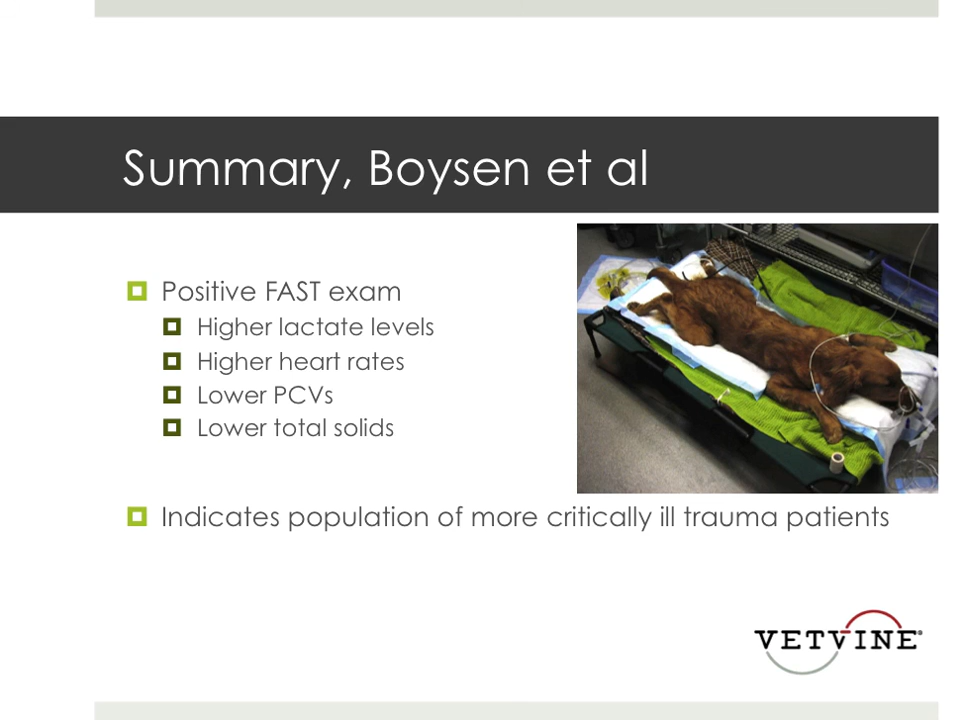 Summary, Boysen et al
Positive FAST exam
Higher lactate levels
Higher heart rates
Lower PCVs
Lower total solids
Indicates population of more critically ill trauma patients
VETVINE®